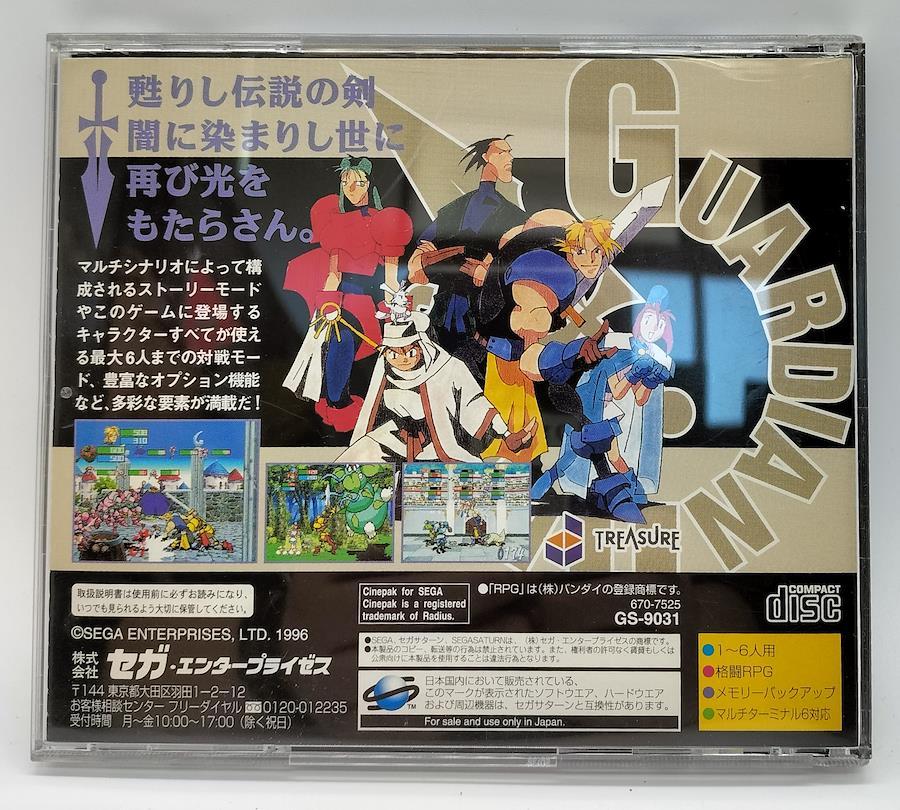 甦りし伝説の剣
闇に染まりし世に
再び光を
もたらさん。
GUARDIAN
マルチシナリオによって構
成されるストーリーモード
やこのゲームに登場する
キャラクターすべてが使え
る最大6人までの対戦モー
ド、豊富なオプション機能
など、多彩な要素が満載だ!
TREASURE
取扱説明書は使用前に必ずお読みになり、
いつでも見られるよう大切に保管してください。
Cinepak for SEGA
Cinepak is a registered
trademark of Radius.
●「RPG」は(株)バンダイの登録商標です。
670-7525
GS-9031
COMPACT
disc
©SEGA ENTERPRISES, LTD. 1996
株式会社 セガ・エンタープライゼス
〒144 東京都大田区羽田1-2-12
お客様相談センター フリーダイヤル 0120-012235
受付時間 月~金10:00~17:00 (除く祝日)
●SEGA、セガサターン、SEGASATURNは、(株)セガ・エンタープライゼスの商標です。
●本製品のコピー、転送等の行為は禁じられています。また、権利者の許可なく賃貸もしくは
公衆向けに本製品を使用することは違法行為となります。
日本国内において販売されている、
このマークが表示されたソフトウエア、ハードウエア
および周辺機器は、セガサターンと互換性があります。
TM
For sale and use only in Japan.
●1~6人用
●格闘RPG
●メモリーバックアップ
●マルチターミナル6対応